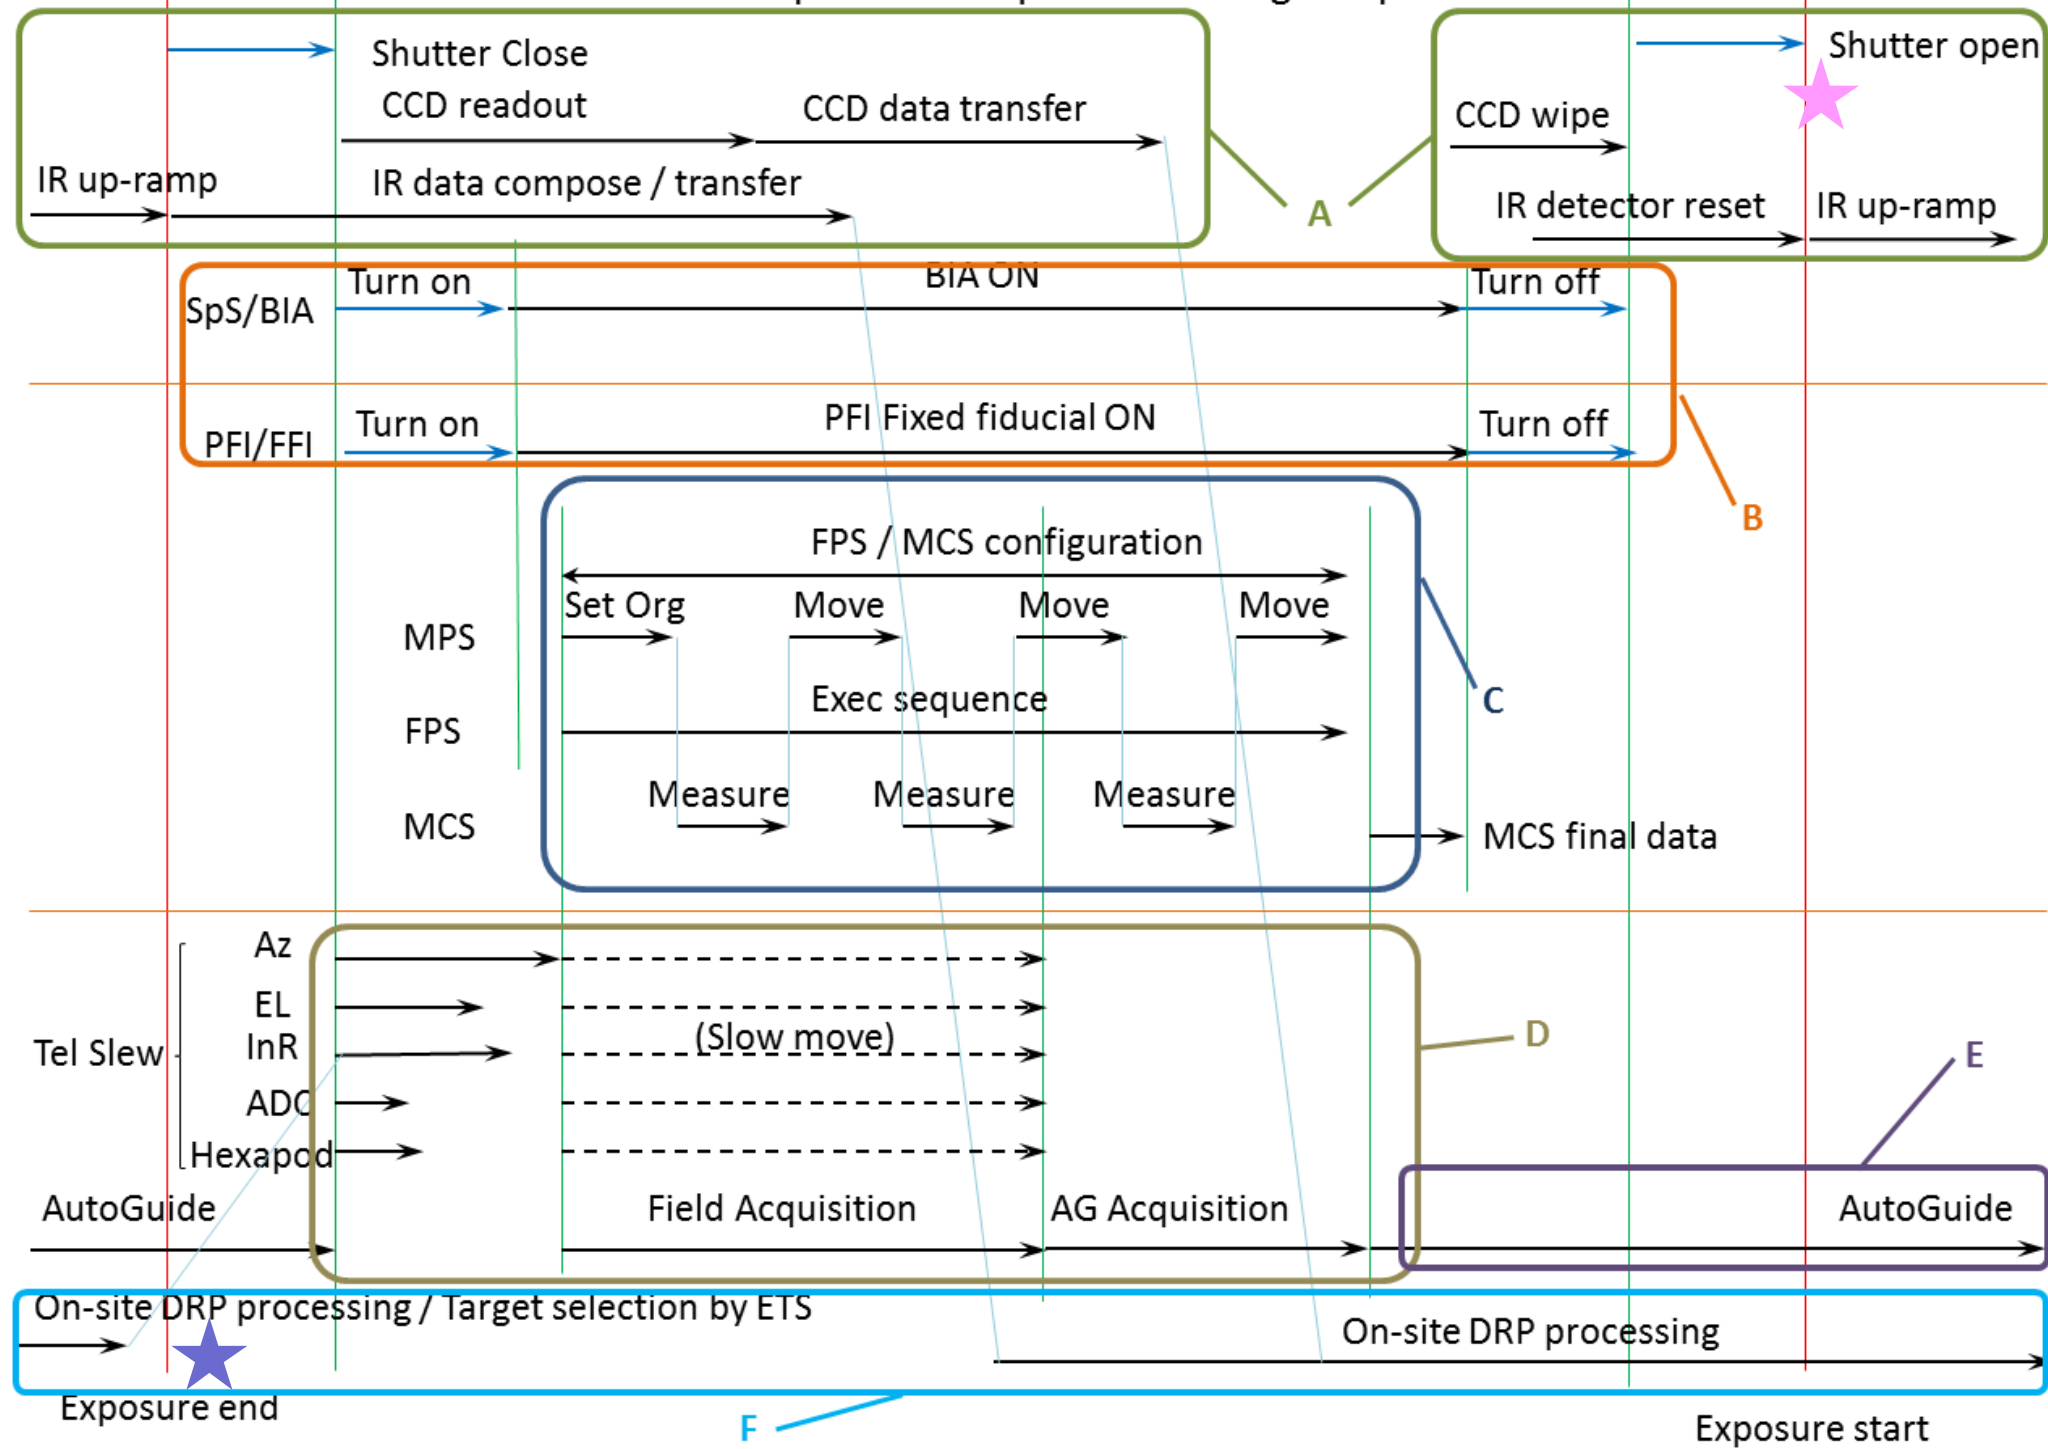 Shutter Close
Shutter open
CCD readout
CCD data transfer
CCD wipe
IR up-ramp
IR data compose / transfer
A
IR detector reset
IR up-ramp
Turn on
BIA ON
Turn off
SpS/BIA
Turn on
PFI Fixed fiducial ON
Turn off
PFI/FFI
B
FPS / MCS configuration
Set Org
Move
Move
Move
MPS
C
Exec sequence
FPS
Measure
Measure
Measure
MCS
MCS final data
Az
EL
(Slow move)
D
InR
Tel Slew
E
ADC
Hexapod
AutoGuide
Field Acquisition
AG Acquisition
AutoGuide
On-site DRP processing / Target selection by ETS
On-site DRP processing
Exposure end
F
Exposure start